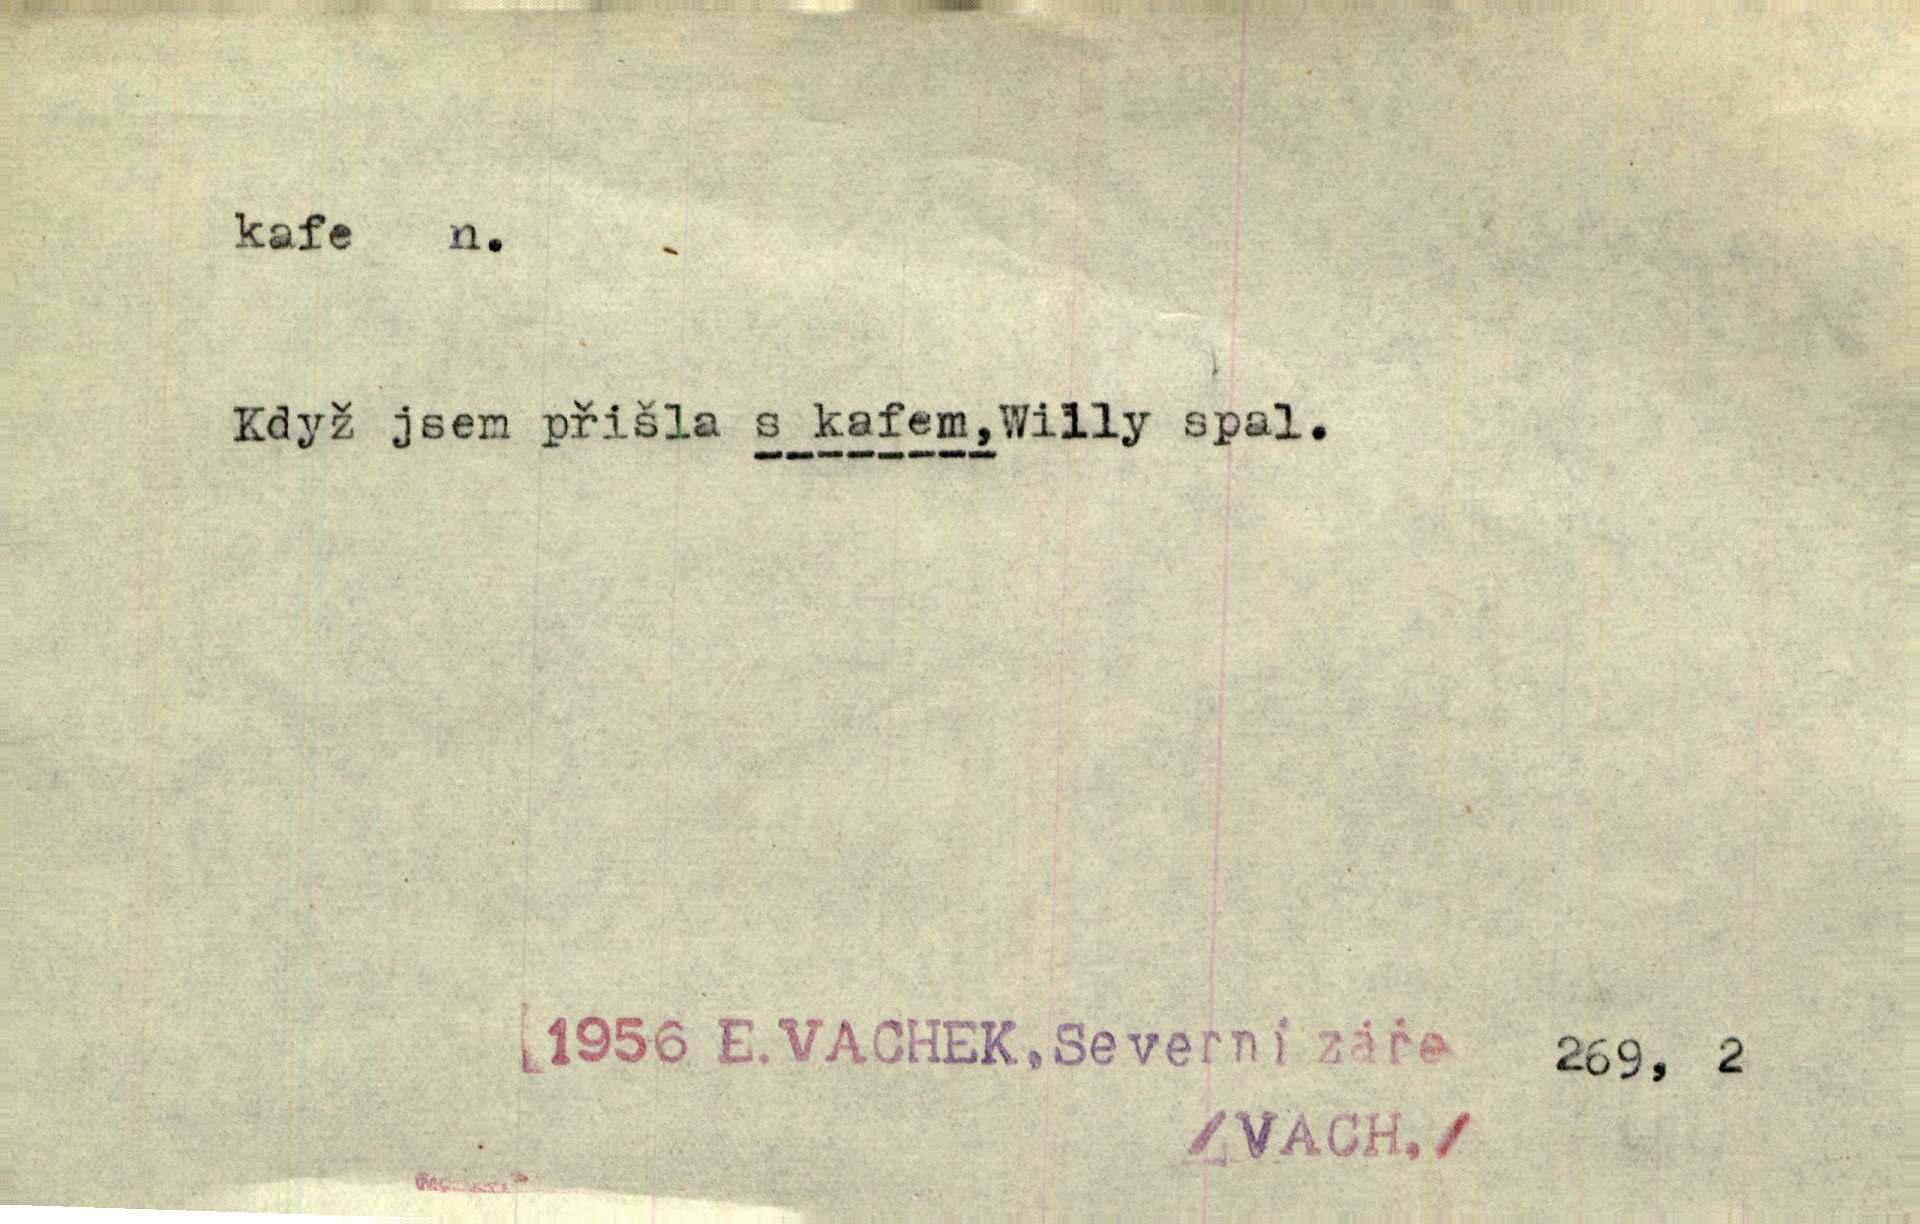 kafe n.
Když jsem přišla s kafem,Willy spal.
1956 E.VACHEK,Severní záře 269, 2
/VACH./